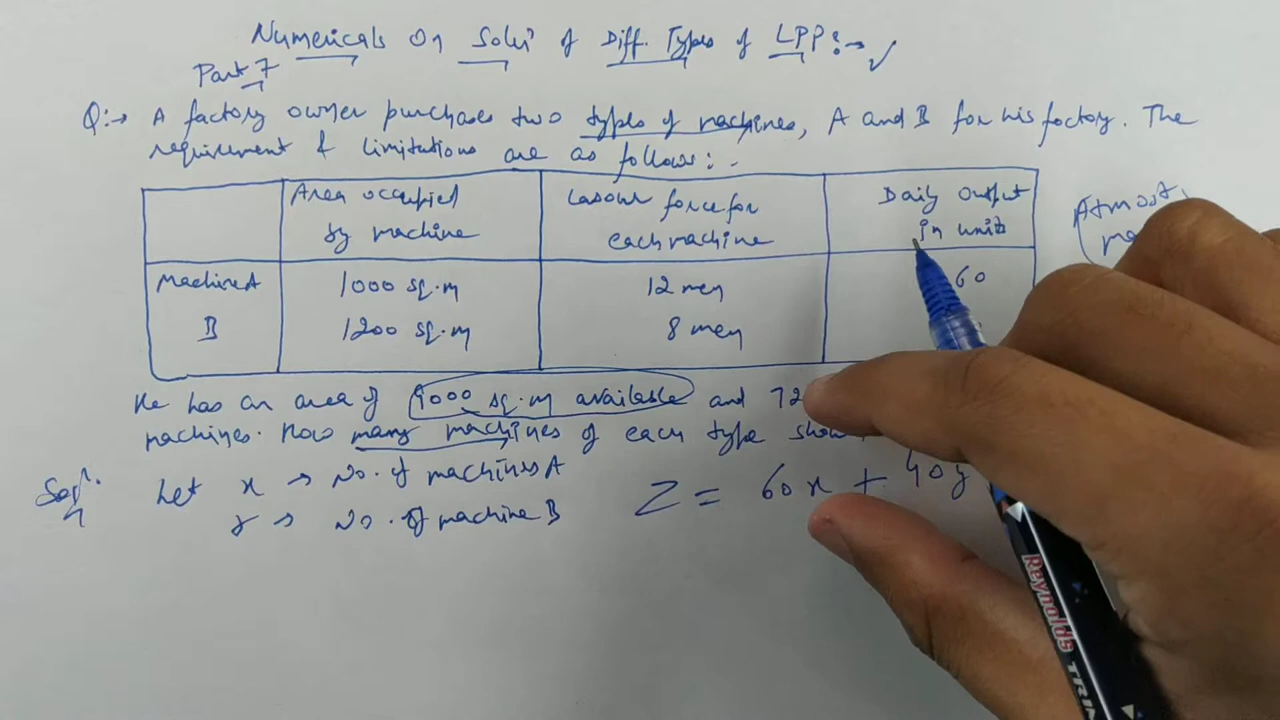 Numericals On Soln of Diff. Types of LPP:→ ✓
Part 7
Q:→ A factory owner purchases two types of machines, A and B for his factory. The
requirement & limitations are as follows:-
Area occupied by machine
Labour force for each machine
Daily output in units
Machine A 1000 sq.m 12 men 60
B 1200 sq.m 8 men
He has an area of 9000 sq.m available and 72
machines. How many machines of each type
Let x → No. of machines A
Z = 60x + 40y
y → No. of machine B
Atmost
Reynolds